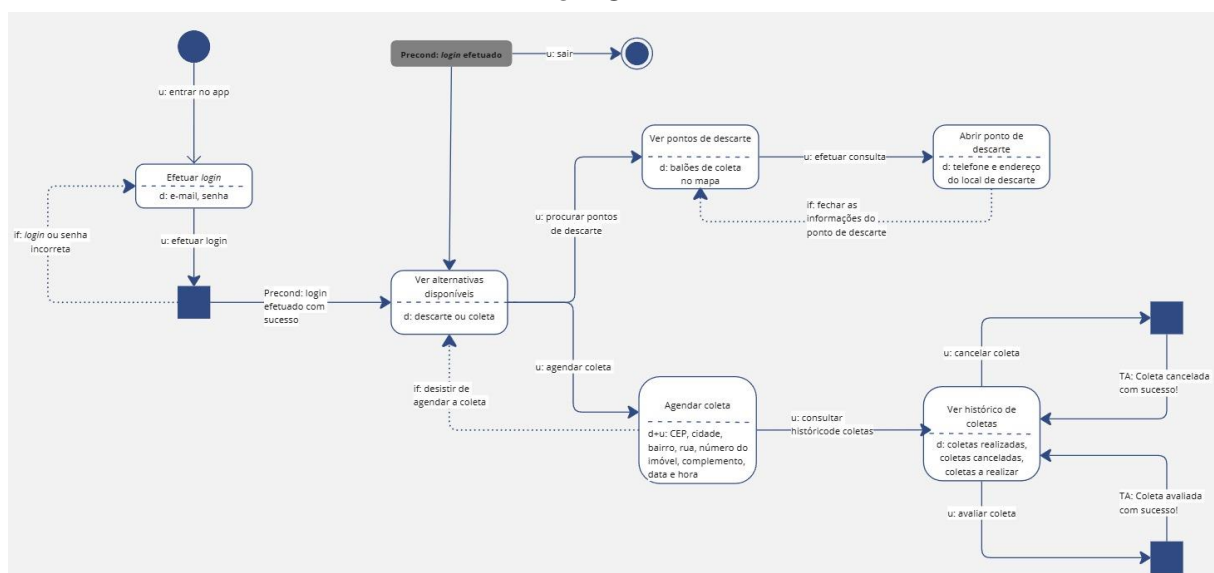 Precond: login efetuado
u: sair
u: entrar no app
Efetuar login
d: e-mail, senha
if: login ou senha
incorreta
u: efetuar login
Precond: login
efetuado com
sucesso
Ver alternativas
disponíveis
d: descarte ou coleta
u: procurar pontos
de descarte
Ver pontos de descarte
d: balões de coleta
no mapa
u: efetuar consulta
Abrir ponto de
descarte
d: telefone e endereço
do local de descarte
if: fechar as
informações do
ponto de descarte
if: desistir de
agendar a coleta
u: agendar coleta
Agendar coleta
d+u: CEP, cidade,
bairro, rua, número do
imóvel, complemento,
data e hora
u: consultar
históricode coletas
Ver histórico de
coletas
d: coletas realizadas,
coletas canceladas,
coletas a realizar
u: cancelar coleta
TA: Coleta cancelada
com sucesso!
u: avaliar coleta
TA: Coleta avaliada
com sucesso!